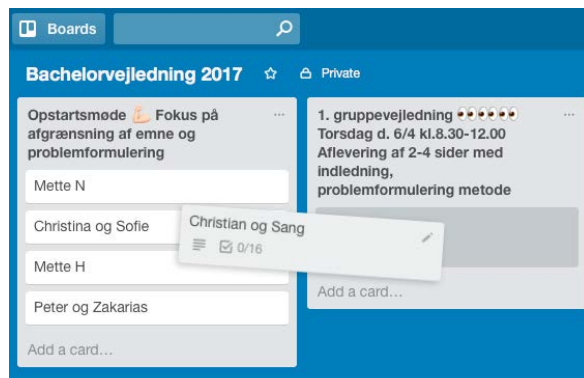 Boards
Bachelorvejledning 2017
Private
Opstartsmøde 💪🏻 Fokus på
afgrænsning af emne og
problemformulering
Mette N
Christina og Sofie
Mette H
Peter og Zakarias
Add a card...
Christian og Sang
0/16
1. gruppevejledning 👀👀👀
Torsdag d. 6/4 kl.8.30-12.00
Aflevering af 2-4 sider med
indledning,
problemformulering metode
Add a card...